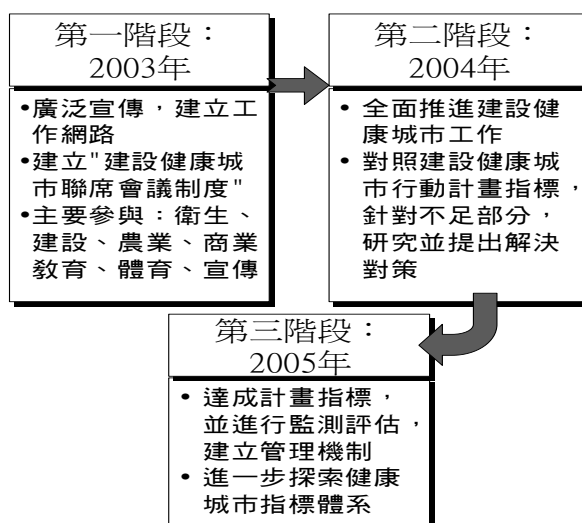 第一階段：
2003年
•廣泛宣傳，建立工
作網路
•建立"建設健康城
市聯席會議制度"
•主要參與：衛生、
建設、農業、商業
教育、體育、宣傳
第二階段：
2004年
• 全面推進建設健
康城市工作
• 對照建設健康城
市行動計畫指標，
針對不足部分，
研究並提出解決
對策
第三階段：
2005年
• 達成計畫指標，
並進行監測評估，
建立管理機制
• 進一步探索健康
城市指標體系